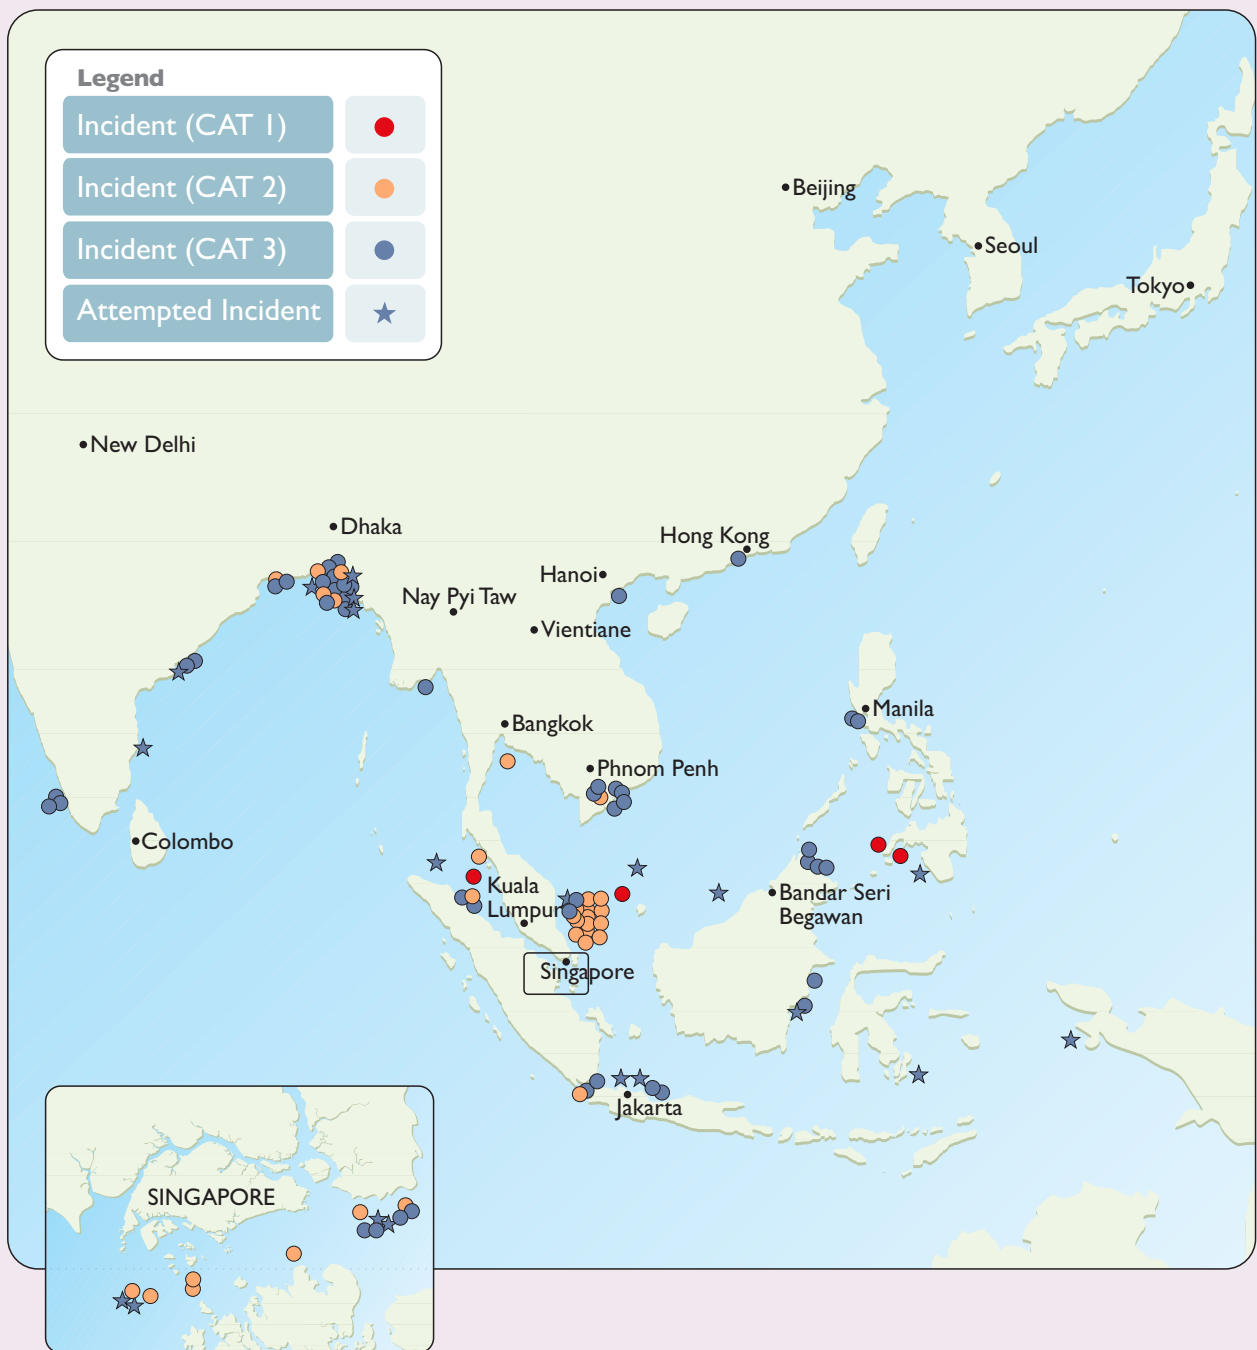 Legend
Incident (CAT 1)
Incident (CAT 2)
Incident (CAT 3)
Attempted Incident
Beijing
Seoul
Tokyo
New Delhi
Dhaka
Hong Kong
Hanoi
Nay Pyi Taw
Vientiane
Manila
Bangkok
Phnom Penh
Colombo
Kuala
Lumpur
Bandar Seri
Begawan
Singapore
Jakarta
SINGAPORE